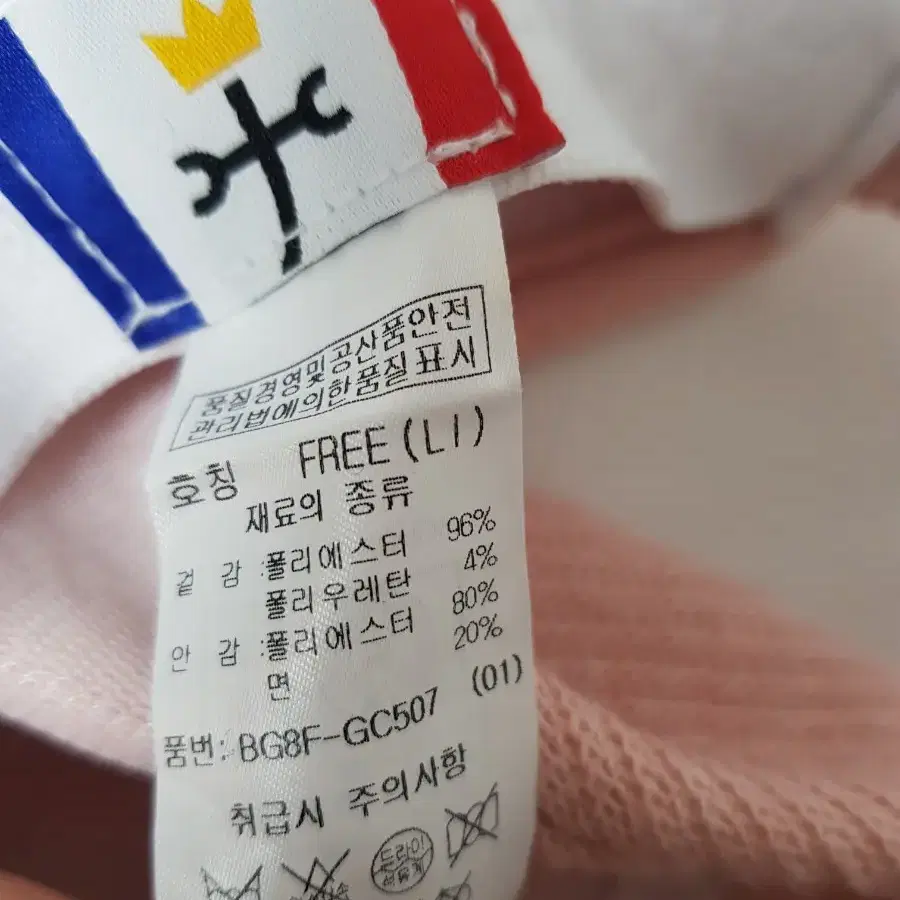 품질경영및공산품안전
관리법에의한품질표시
호칭 FREE(LI)
재료의 종류
겉 감 :폴리에스터 96%
폴리우레탄 4%
안 감 :폴리에스터 80%
면 20%
품번: BG8F-GC507 (01)
취급시 주의사항
드라이